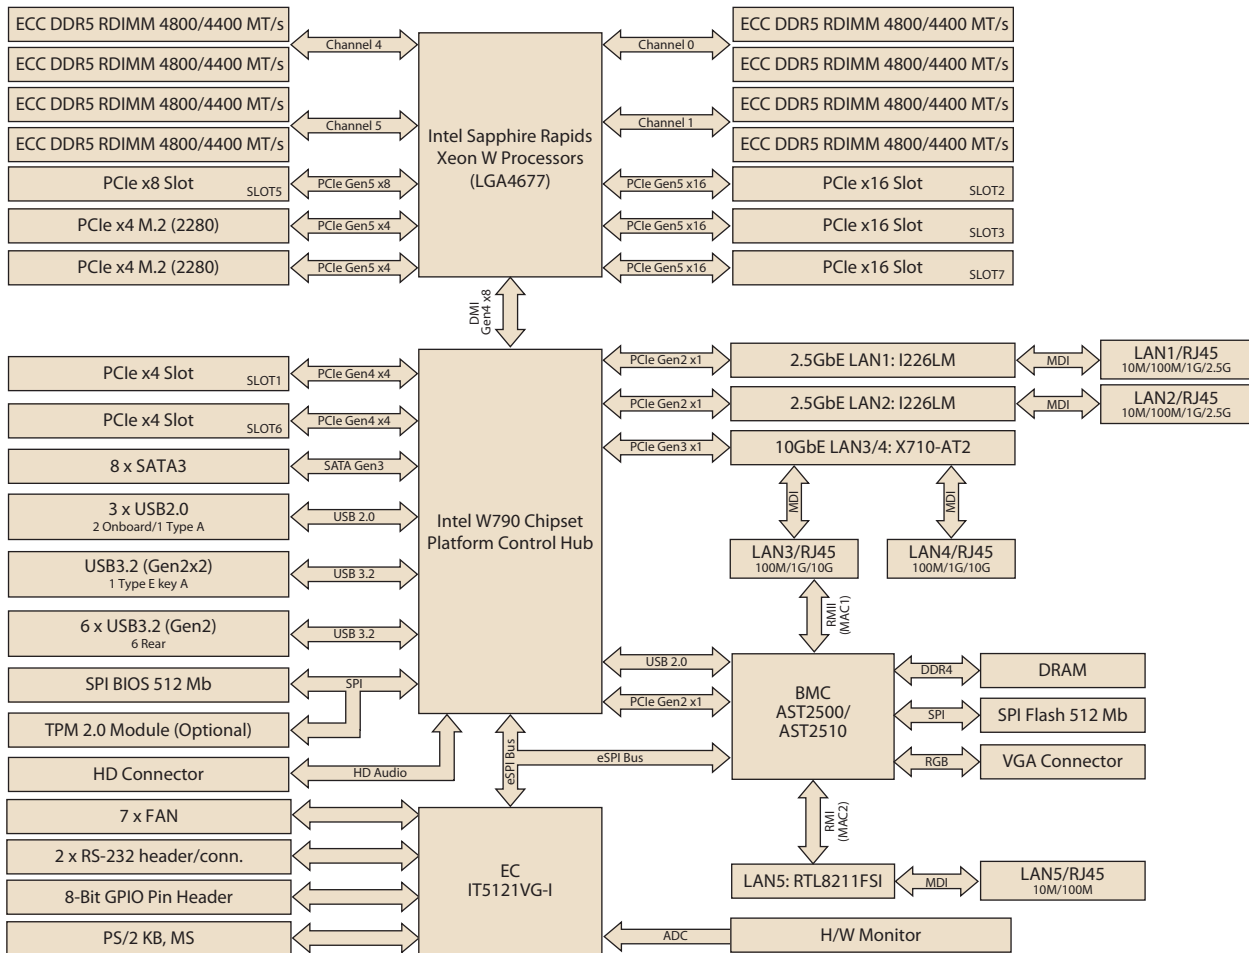 ECC DDR5 RDIMM 4800/4400 MT/s
ECC DDR5 RDIMM 4800/4400 MT/s
ECC DDR5 RDIMM 4800/4400 MT/s
ECC DDR5 RDIMM 4800/4400 MT/s
PCIe x8 Slot
SLOT5
PCIe x4 M.2 (2280)
PCIe x4 M.2 (2280)
Channel 4
Channel 5
PCIe Gen5 x8
PCIe Gen5 x4
PCIe Gen5 x4
Intel Sapphire Rapids
Xeon W Processors
(LGA4677)
Channel 0
Channel 1
PCIe Gen5 x16
PCIe Gen5 x16
PCIe Gen5 x16
ECC DDR5 RDIMM 4800/4400 MT/s
ECC DDR5 RDIMM 4800/4400 MT/s
ECC DDR5 RDIMM 4800/4400 MT/s
ECC DDR5 RDIMM 4800/4400 MT/s
PCIe x16 Slot
SLOT2
PCIe x16 Slot
SLOT3
PCIe x16 Slot
SLOT7
DMI
Gen4 x8
PCIe x4 Slot
SLOT1
PCIe x4 Slot
SLOT6
8 x SATA3
3 x USB2.0
2 Onboard/1 Type A
USB3.2 (Gen2x2)
1 Type E key A
6 x USB3.2 (Gen2)
6 Rear
SPI BIOS 512 Mb
TPM 2.0 Module (Optional)
HD Connector
PCIe Gen4 x4
PCIe Gen4 x4
SATA Gen3
USB 2.0
USB 3.2
USB 3.2
SPI
HD Audio
Intel W790 Chipset
Platform Control Hub
PCIe Gen2 x1
PCIe Gen2 x1
PCIe Gen3 x1
2.5GbE LAN1: I226LM
2.5GbE LAN2: I226LM
10GbE LAN3/4: X710-AT2
MDI
MDI
LAN1/RJ45
10M/100M/1G/2.5G
LAN2/RJ45
10M/100M/1G/2.5G
MDI
MDI
LAN3/RJ45
100M/1G/10G
LAN4/RJ45
100M/1G/10G
RMII
(MAC1)
USB 2.0
PCIe Gen2 x1
eSPI Bus
eSPI Bus
BMC
AST2500/
AST2510
DDR4
SPI
RGB
DRAM
SPI Flash 512 Mb
VGA Connector
RMI
(MAC2)
LAN5: RTL8211FSI
MDI
LAN5/RJ45
10M/100M
7 x FAN
2 x RS-232 header/conn.
8-Bit GPIO Pin Header
PS/2 KB, MS
EC
IT5121VG-I
ADC
H/W Monitor